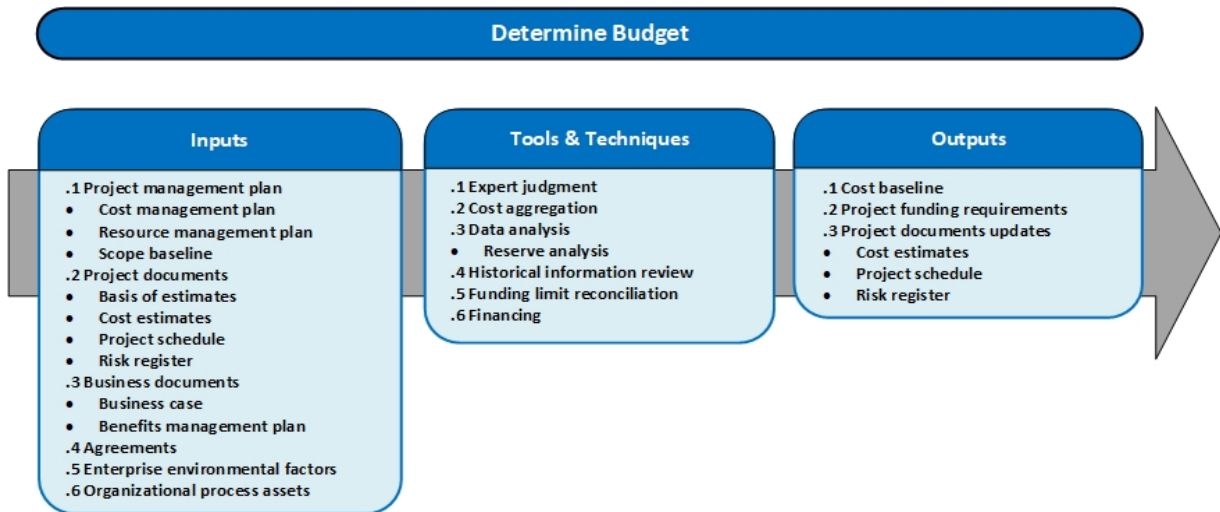 Determine Budget
Inputs
.1 Project management plan
• Cost management plan
• Resource management plan
• Scope baseline
.2 Project documents
• Basis of estimates
• Cost estimates
• Project schedule
• Risk register
.3 Business documents
• Business case
• Benefits management plan
.4 Agreements
.5 Enterprise environmental factors
.6 Organizational process assets
Tools & Techniques
.1 Expert judgment
.2 Cost aggregation
.3 Data analysis
• Reserve analysis
.4 Historical information review
.5 Funding limit reconciliation
.6 Financing
Outputs
.1 Cost baseline
.2 Project funding requirements
.3 Project documents updates
• Cost estimates
• Project schedule
• Risk register